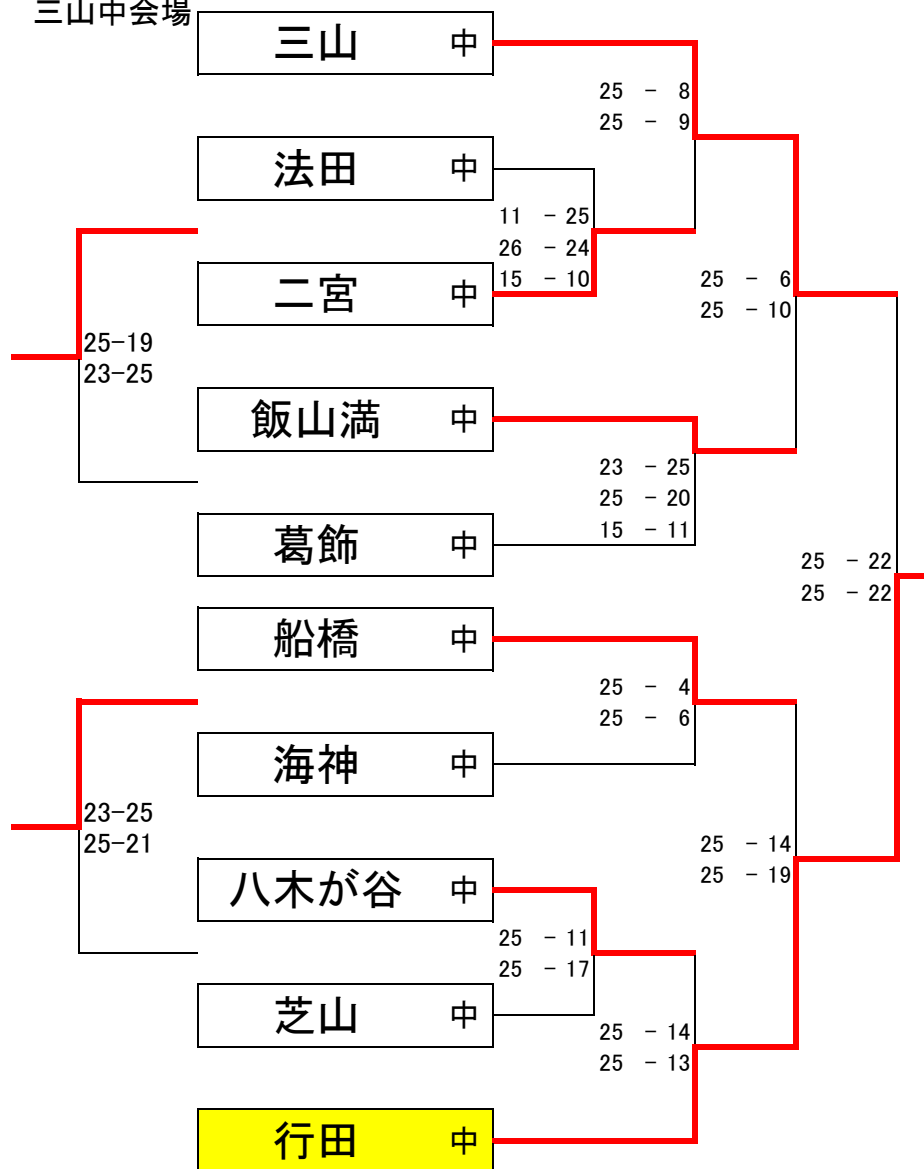 三山中会場
三山 中
25 - 8
25 - 9
法田 中
11 - 25
26 - 24
15 - 10
二宮 中
25 - 6
25 - 10
25-19
23-25
飯山満 中
23 - 25
25 - 20
15 - 11
葛飾 中
25 - 22
25 - 22
船橋 中
25 - 4
25 - 6
海神 中
23-25
25-21
25 - 14
25 - 19
八木が谷 中
25 - 11
25 - 17
芝山 中
25 - 14
25 - 13
行田 中